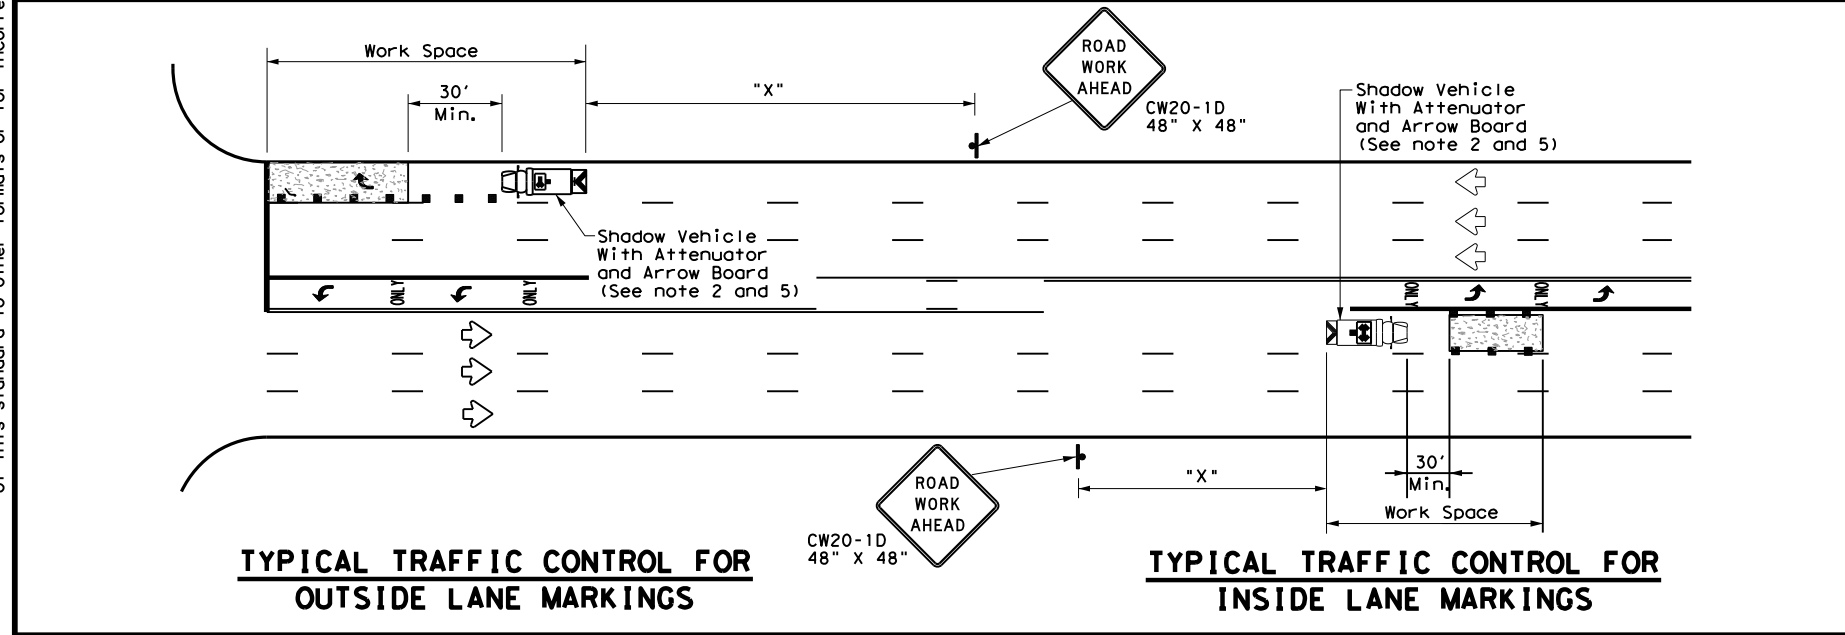 Work Space
30'
Min.
"X"
ROAD
WORK
AHEAD
CW20-1D
48" X 48"
Shadow Vehicle
With Attenuator
and Arrow Board
(See note 2 and 5)
Shadow Vehicle
With Attenuator
and Arrow Board
(See note 2 and 5)
ONLY
ONLY
ONLY
ONLY
ROAD
WORK
AHEAD
CW20-1D
48" X 48"
"X"
30'
Min.
Work Space
TYPICAL TRAFFIC CONTROL FOR
OUTSIDE LANE MARKINGS
TYPICAL TRAFFIC CONTROL FOR
INSIDE LANE MARKINGS